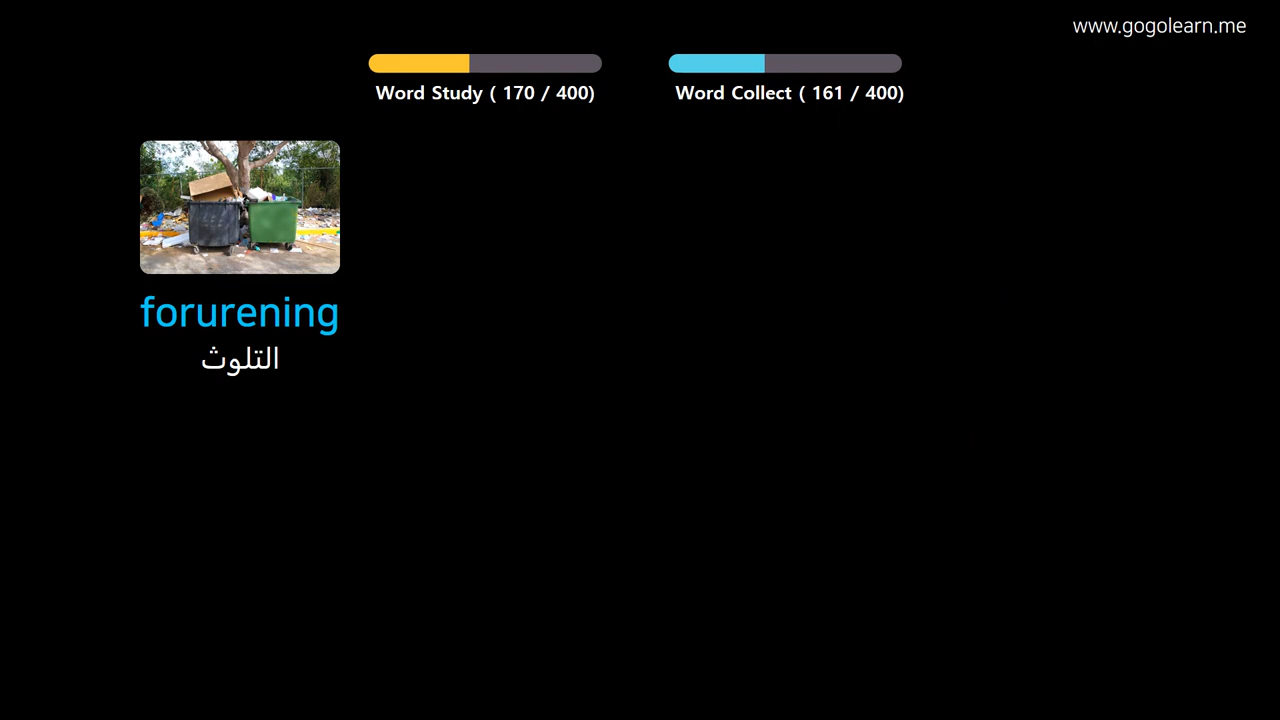 www.gogolearn.me
Word Study ( 170 / 400)
Word Collect ( 161 / 400)
forurening
التلوث